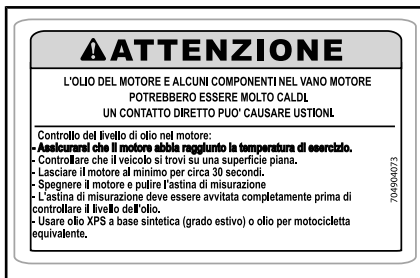 ATTENZIONE
L'OLIO DEL MOTORE E ALCUNI COMPONENTI NEL VANO MOTORE
POTREBBERO ESSERE MOLTO CALDI.
UN CONTATTO DIRETTO PUO' CAUSARE USTIONI.
Controllo del livello di olio nel motore:
- Assicurarsi che il motore abbia raggiunto la temperatura di esercizio.
- Controllare che il veicolo si trovi su una superficie piana.
- Lasciare il motore al minimo per circa 30 secondi.
- Spegnere il motore e pulire l'astina di misurazione
- L'astina di misurazione deve essere avvitata completamente prima di
controllare il livello dell'olio.
- Usare olio XPS a base sintetica (grado estivo) o olio per motocicletta
equivalente.
704904073